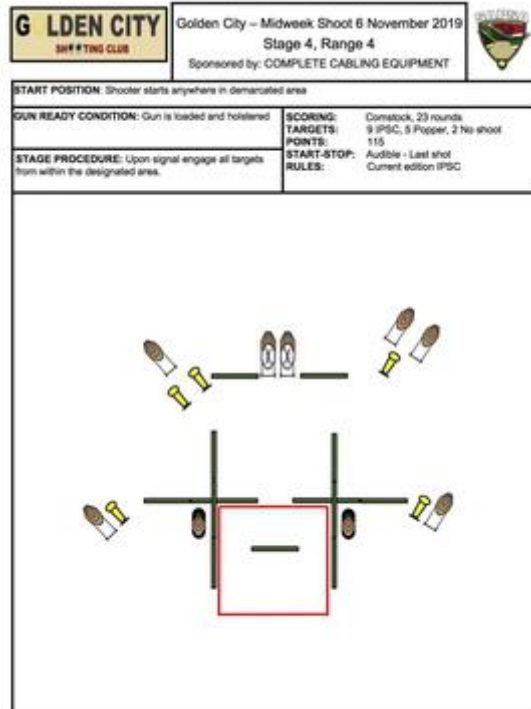 G LDEN CITY
SH TING CLUB
Golden City – Midweek Shoot 6 November 2019
Stage 4, Range 4
Sponsored by: COMPLETE CABLING EQUIPMENT
START POSITION: Shooter starts anywhere in demarcated area
GUN READY CONDITION: Gun is loaded and holstered
SCORING: Comstock, 23 rounds
TARGETS: 9 IPSC, 5 Popper, 2 No shoot
POINTS: 115
START-STOP: Audible - Last shot
RULES: Current edition IPSC
STAGE PROCEDURE: Upon signal engage all targets
from within the designated area.